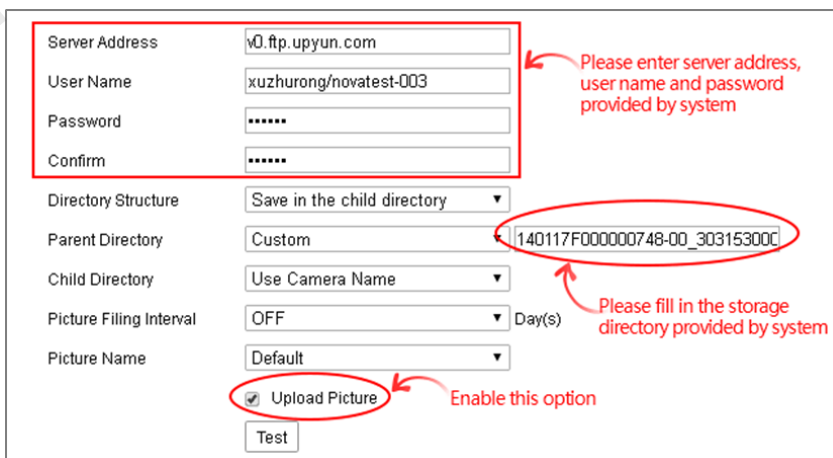 Server Address v0.ftp.upyun.com
Please enter server address,
User Name xuzhurong/novatest-003
user name and password
provided by system
Password ••••••
Confirm ••••••
Directory Structure Save in the child directory
Parent Directory Custom 140117F000000748-00_30315300
Child Directory Use Camera Name
Please fill in the storage
directory provided by system
Picture Filing Interval OFF Day(s)
Picture Name Default
Upload Picture Enable this option
Test